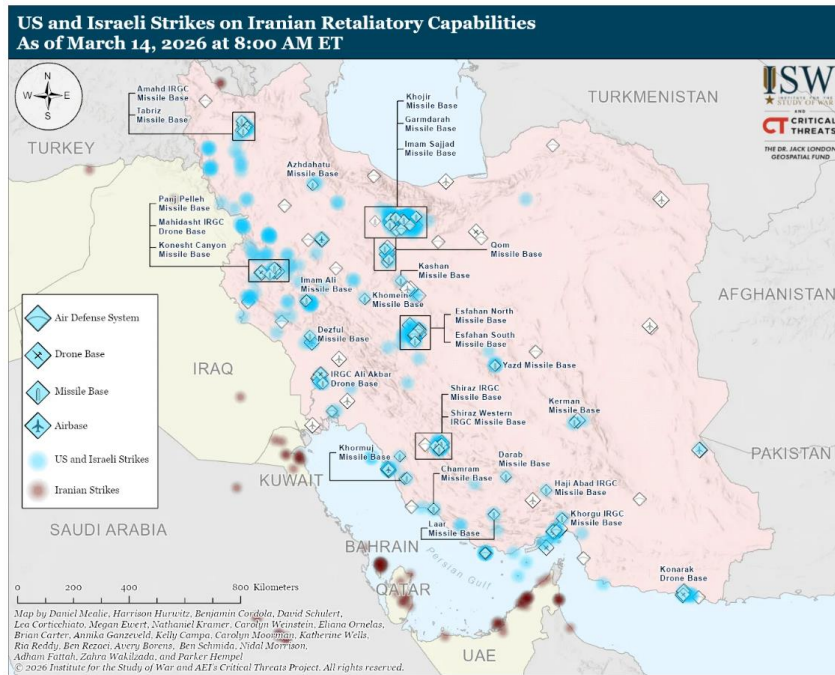 US and Israeli Strikes on Iranian Retaliatory Capabilities
As of March 14, 2026 at 8:00 AM ET
N
W
E
S
ISW
INSTITUTE FOR THE
STUDY OF WAR
AND
CT CRITICAL
THREATS
THE DR. JACK LONDON
GEOSPATIAL FUND
TURKMENISTAN
TURKEY
AFGHANISTAN
IRAQ
PAKISTAN
KUWAIT
SAUDI ARABIA
BAHRAIN
QATAR
UAE
Persian Gulf
Amahd IRGC
Missile Base
Tabriz
Missile Base
Khojir
Missile Base
Garmdarah
Missile Base
Imam Sajjad
Missile Base
Azhdahatu
Missile Base
Panj Pelleh
Missile Base
Mahidasht IRGC
Drone Base
Konesht Canyon
Missile Base
Qom
Missile Base
Kashan
Missile Base
Imam Ali
Missile Base
Khomein
Missile Base
Esfahan North
Missile Base
Esfahan South
Missile Base
Dezful
Missile Base
Yazd Missile Base
IRGC Ali Akbar
Drone Base
Shiraz IRGC
Missile Base
Shiraz Western
IRGC Missile Base
Kerman
Missile Base
Khormuj
Missile Base
Chamram
Missile Base
Darab
Missile Base
Haji Abad IRGC
Missile Base
Khorgu IRGC
Missile Base
Laar
Missile Base
Konarak
Drone Base
Air Defense System
Drone Base
Missile Base
Airbase
US and Israeli Strikes
Iranian Strikes
0
800 Kilometers
Map by Daniel Mealie, Harrison Hurwitz, Benjamin Cordola, David Schulert,
Lea Corticchiato, Megan Ewert, Nathaniel Kramer, Carolyn Weinstein, Eliana Ornelas,
Brian Carter, Annika Ganzeveld, Kelly Campa, Carolyn Moorman, Katherine Wells,
Ria Reddy, Ben Rezaei, Avery Borens, Ben Schmida, Nidal Morrison,
Adham Fattah, Zahra Wakilzada, and Parker Hempel
© 2026 Institute for the Study of War and AEI's Critical Threats Project. All rights reserved.